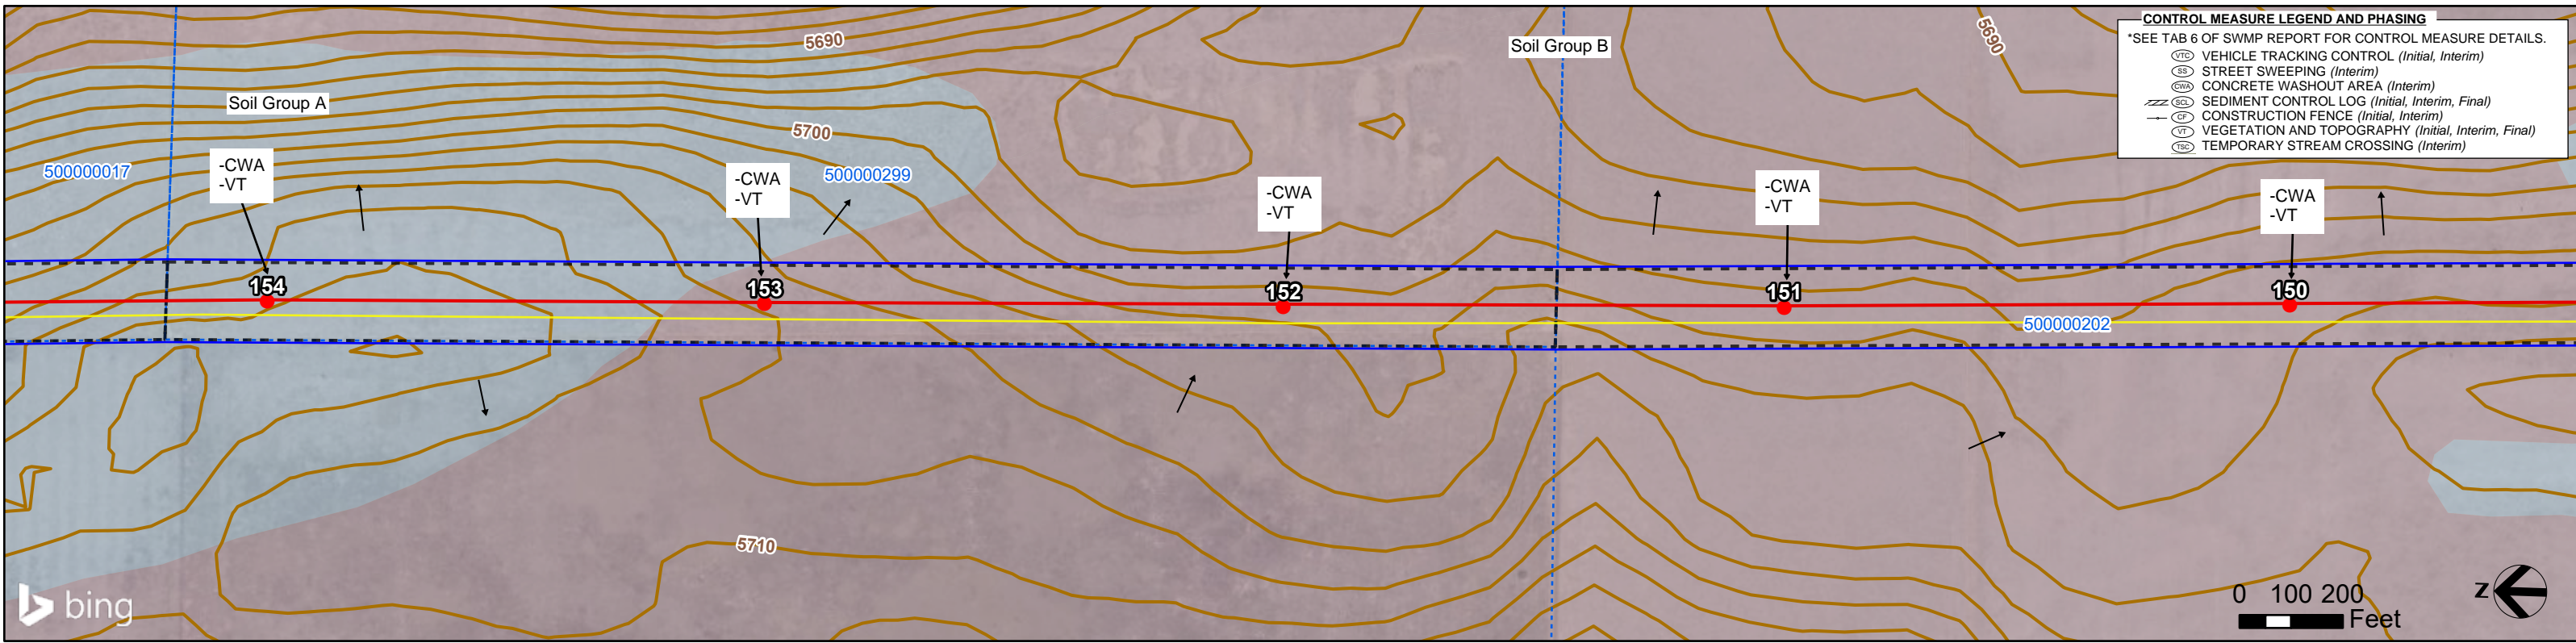 CONTROL MEASURE LEGEND AND PHASING
*SEE TAB 6 OF SWMP REPORT FOR CONTROL MEASURE DETAILS.
VTC VEHICLE TRACKING CONTROL (Initial, Interim)
SS STREET SWEEPING (Interim)
CWA CONCRETE WASHOUT AREA (Interim)
SCL SEDIMENT CONTROL LOG (Initial, Interim, Final)
CF CONSTRUCTION FENCE (Initial, Interim)
VT VEGETATION AND TOPOGRAPHY (Initial, Interim, Final)
TSC TEMPORARY STREAM CROSSING (Interim)
5690
Soil Group B
5690
Soil Group A
5700
500000017
-CWA
-VT
-CWA
-VT
500000299
-CWA
-VT
-CWA
-VT
-CWA
-VT
154
153
152
151
150
500000202
5710
bing
0 100 200
Feet
Z